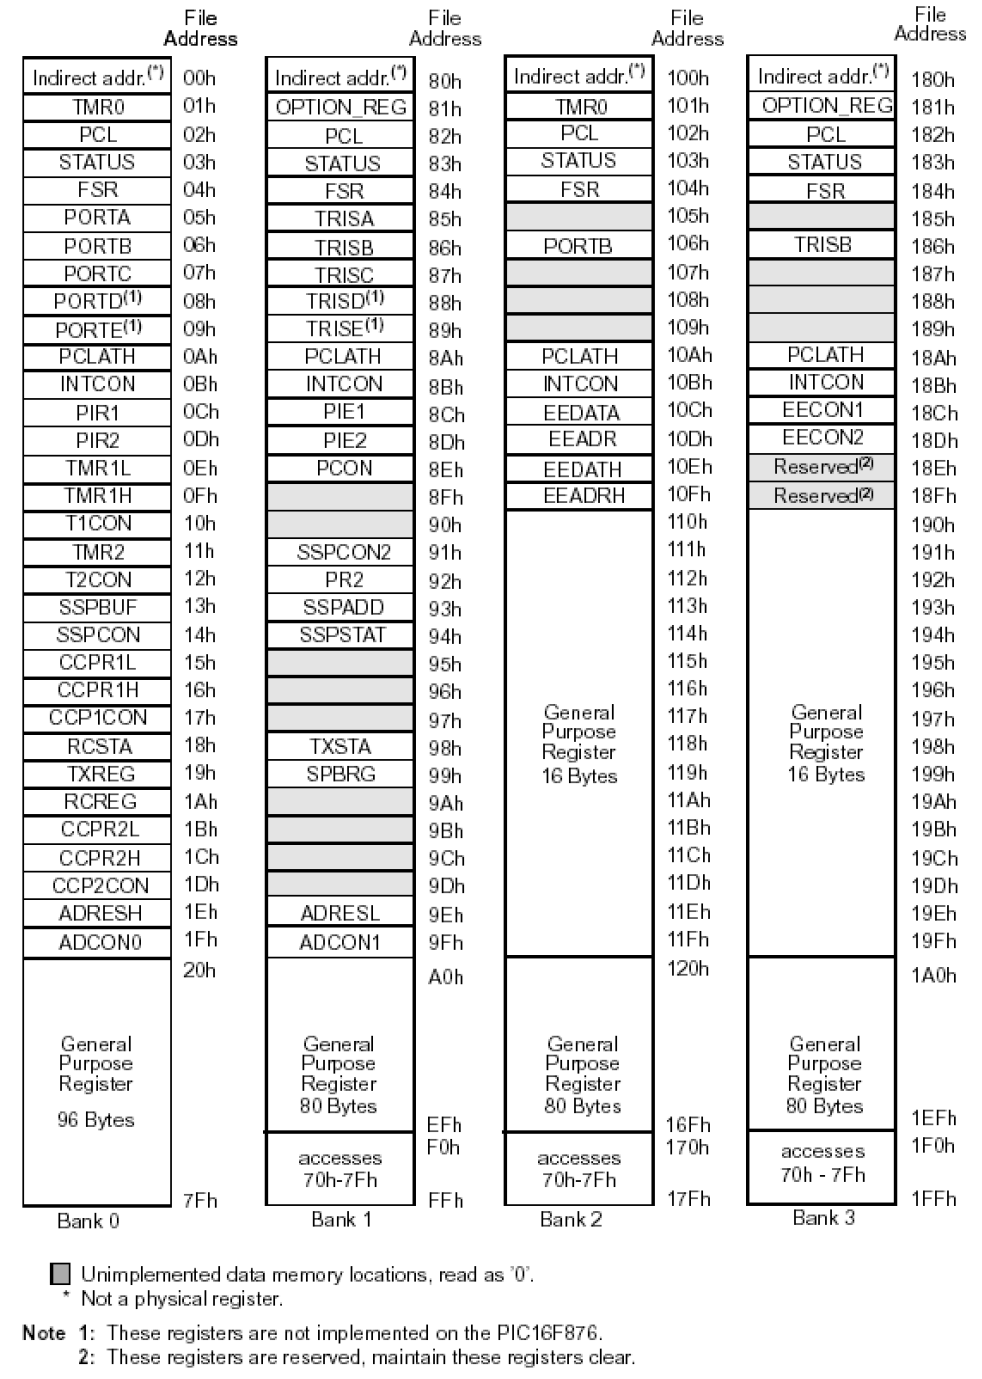 File
Address
File
Address
File
Address
File
Address
Indirect addr.(*) 00h Indirect addr.(*) 80h Indirect addr.(*) 100h Indirect addr.(*) 180h
TMR0 01h OPTION_REG 81h TMR0 101h OPTION_REG 181h
PCL 02h PCL 82h PCL 102h PCL 182h
STATUS 03h STATUS 83h STATUS 103h STATUS 183h
FSR 04h FSR 84h FSR 104h FSR 184h
PORTA 05h TRISA 85h 105h 185h
PORTB 06h TRISB 86h PORTB 106h TRISB 186h
PORTC 07h TRISC 87h 107h 187h
PORTD(1) 08h TRISD(1) 88h 108h 188h
PORTE(1) 09h TRISE(1) 89h 109h 189h
PCLATH 0Ah PCLATH 8Ah PCLATH 10Ah PCLATH 18Ah
INTCON 0Bh INTCON 8Bh INTCON 10Bh INTCON 18Bh
PIR1 0Ch PIE1 8Ch EEDATA 10Ch EECON1 18Ch
PIR2 0Dh PIE2 8Dh EEADR 10Dh EECON2 18Dh
TMR1L 0Eh PCON 8Eh EEDATH 10Eh Reserved(2) 18Eh
TMR1H 0Fh 8Fh EEADRH 10Fh Reserved(2) 18Fh
T1CON 10h 90h 110h 190h
TMR2 11h SSPCON2 91h 111h 191h
T2CON 12h PR2 92h 112h 192h
SSPBUF 13h SSPADD 93h 113h 193h
SSPCON 14h SSPSTAT 94h 114h 194h
CCPR1L 15h 95h 115h 195h
CCPR1H 16h 96h 116h 196h
CCP1CON 17h 97h General 117h General 197h
RCSTA 18h TXSTA 98h Purpose 118h Purpose 198h
TXREG 19h SPBRG 99h Register 16 Bytes 119h Register 16 Bytes 199h
RCREG 1Ah 9Ah 11Ah 19Ah
CCPR2L 1Bh 9Bh 11Bh 19Bh
CCPR2H 1Ch 9Ch 11Ch 19Ch
CCP2CON 1Dh 9Dh 11Dh 19Dh
ADRESH 1Eh ADRESL 9Eh 11Eh 19Eh
ADCON0 1Fh ADCON1 9Fh 11Fh 19Fh
20h A0h 120h 1A0h
General General General General
Purpose Purpose Purpose Purpose
Register Register Register Register
96 Bytes 80 Bytes 80 Bytes 80 Bytes
EFh 16Fh 1EFh
F0h 170h 1F0h
accesses accesses accesses
70h-7Fh 70h-7Fh 70h - 7Fh
7Fh FFh 17Fh 1FFh
Bank 0 Bank 1 Bank 2 Bank 3
Unimplemented data memory locations, read as '0'.
* Not a physical register.
Note 1: These registers are not implemented on the PIC16F876.
2: These registers are reserved, maintain these registers clear.